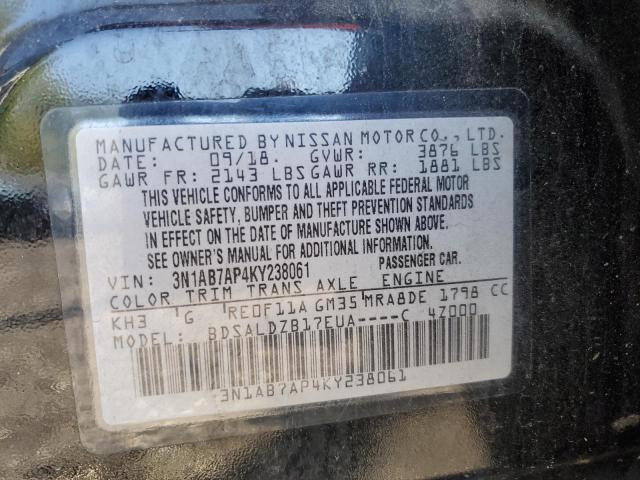 MANUFACTURED BY NISSAN MOTOR CO., LTD.
DATE: 09/18. GVWR: 3876 LBS
GAWR FR: 2143 LBS GAWR RR: 1881 LBS
THIS VEHICLE CONFORMS TO ALL APPLICABLE FEDERAL MOTOR
VEHICLE SAFETY, BUMPER AND THEFT PREVENTION STANDARDS
IN EFFECT ON THE DATE OF MANUFACTURE SHOWN ABOVE.
SEE OWNER'S MANUAL FOR ADDITIONAL INFORMATION.
VIN: 3N1AB7AP4KY238061 PASSENGER CAR.
COLOR TRIM TRANS AXLE ENGINE
KH3 G RE0F11A GM35 MRA8DE 1798 CC
MODEL: BDSALDZB17EUA----C 4Z000
3N1AB7AP4KY238061